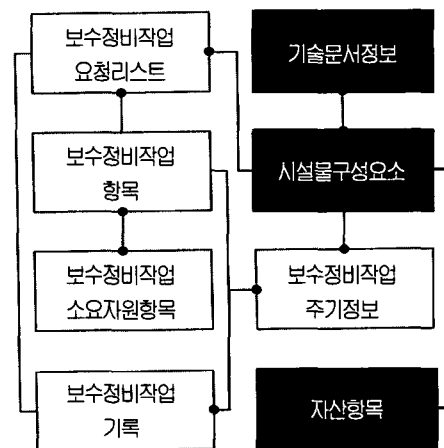 보수정비작업
요청리스트
기술문서정보
보수정비작업
항목
시설물구성요소
보수정비작업
소요자원항목
보수정비작업
주기정보
보수정비작업
기록
자산항목